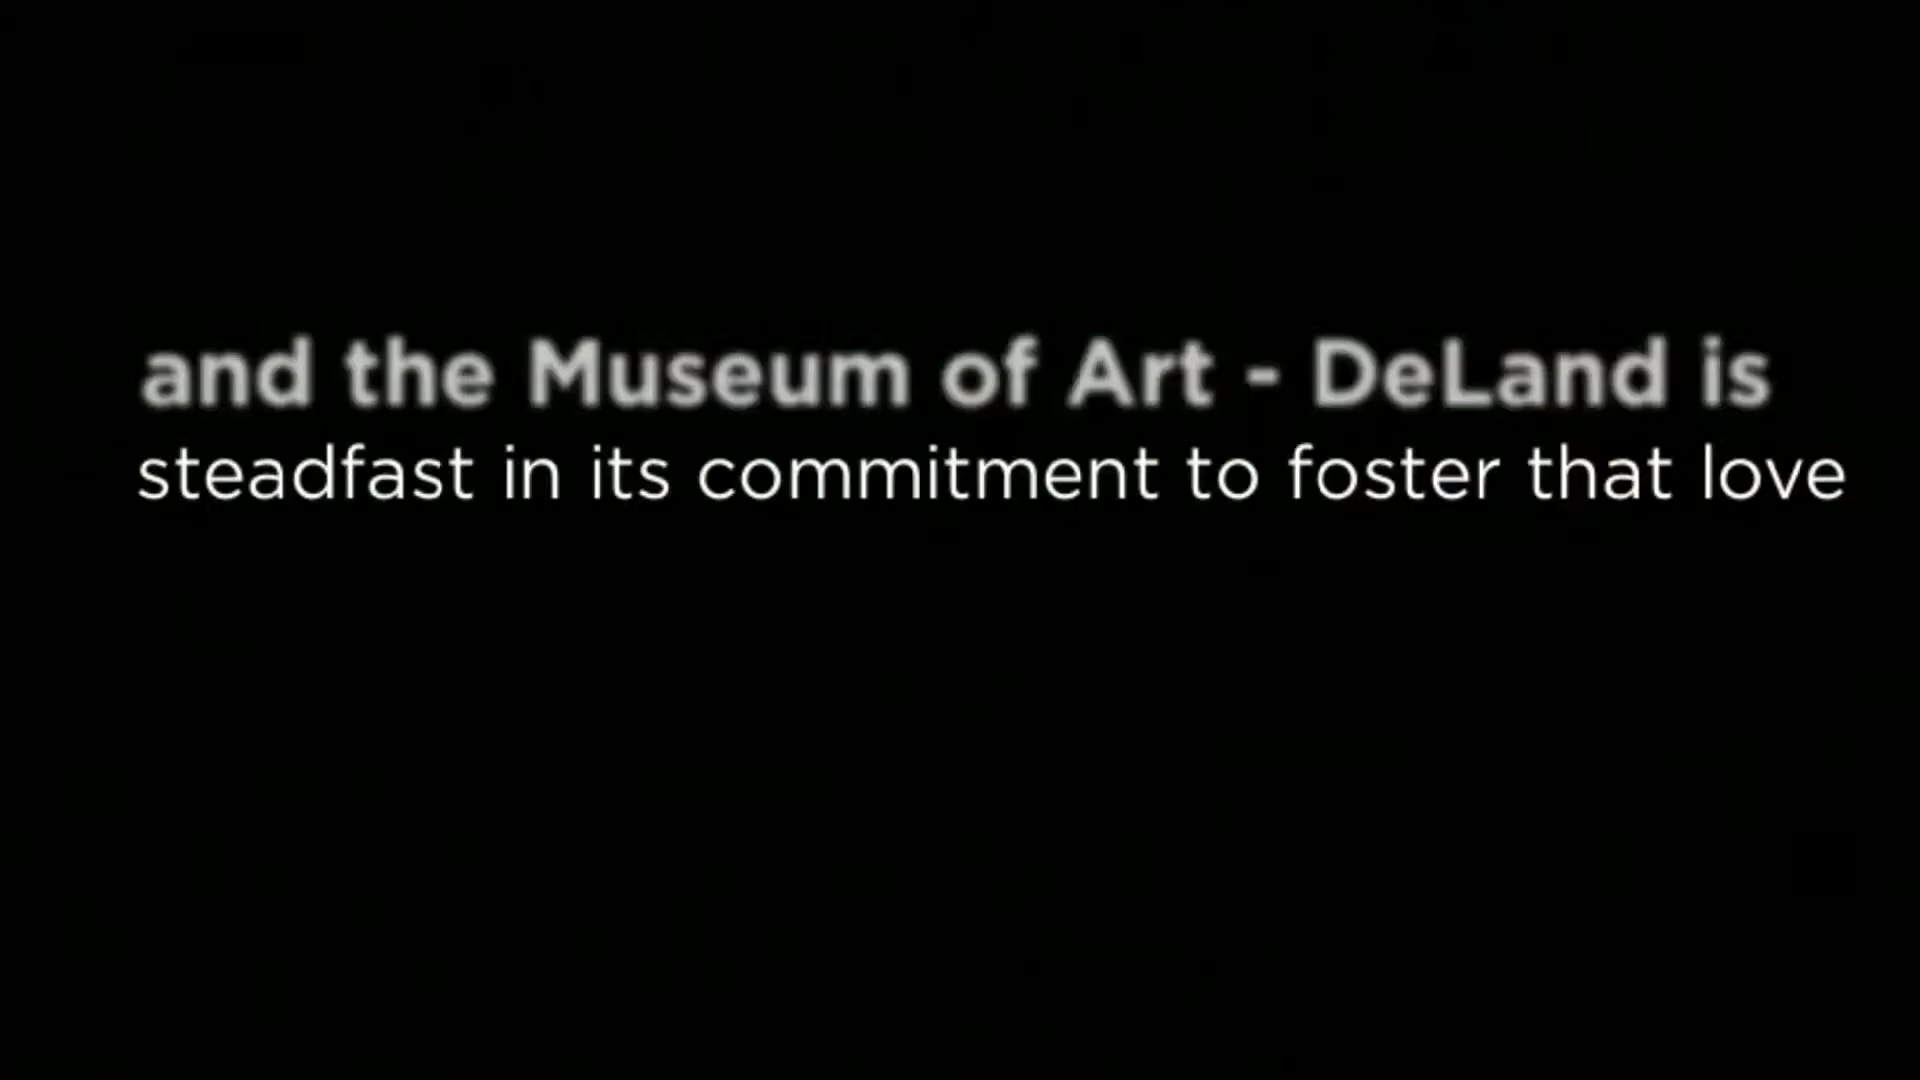 and the Museum of Art - DeLand is
steadfast in its commitment to foster that love